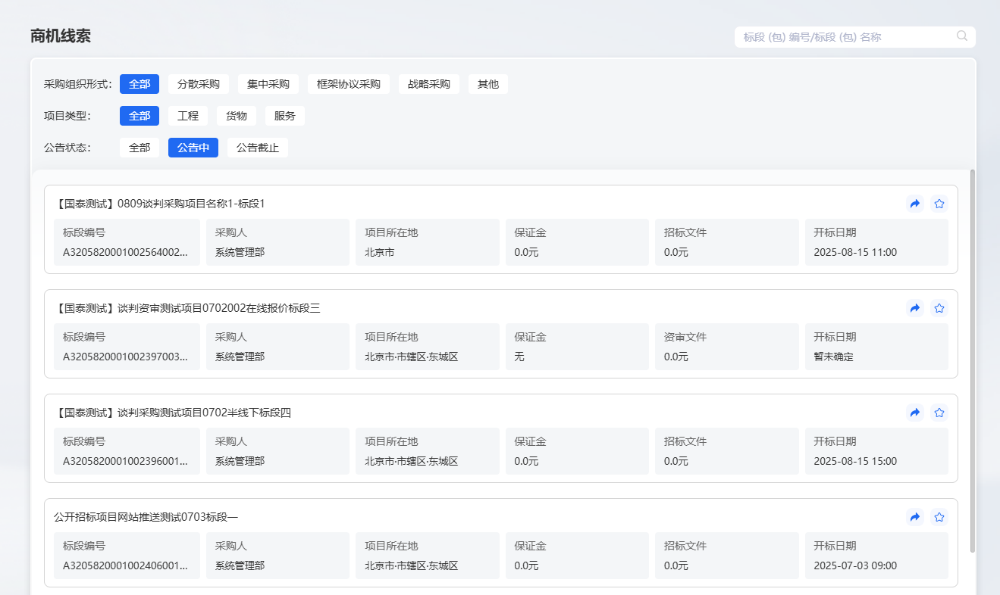 商机线索
标段 (包) 编号/标段 (包) 名称
采购组织形式: 全部 分散采购 集中采购 框架协议采购 战略采购 其他
项目类型: 全部 工程 货物 服务
公告状态: 全部 公告中 公告截止
【国泰测试】0809谈判采购项目名称1-标段1
标段编号 采购人 项目所在地 保证金 招标文件 开标日期
A3205820001002564002... 系统管理部 北京市 0.0元 0.0元 2025-08-15 11:00
【国泰测试】谈判资审测试项目0702002在线报价标段三
标段编号 采购人 项目所在地 保证金 资审文件 开标日期
A3205820001002397003... 系统管理部 北京市·市辖区·东城区 无 0.0元 暂未确定
【国泰测试】谈判采购测试项目0702半线下标段四
标段编号 采购人 项目所在地 保证金 招标文件 开标日期
A3205820001002396001... 系统管理部 北京市·市辖区·东城区 0.0元 0.0元 2025-08-15 15:00
公开招标项目网站推送测试0703标段一
标段编号 采购人 项目所在地 保证金 招标文件 开标日期
A3205820001002406001... 系统管理部 北京市·市辖区·东城区 0.0元 0.0元 2025-07-03 09:00